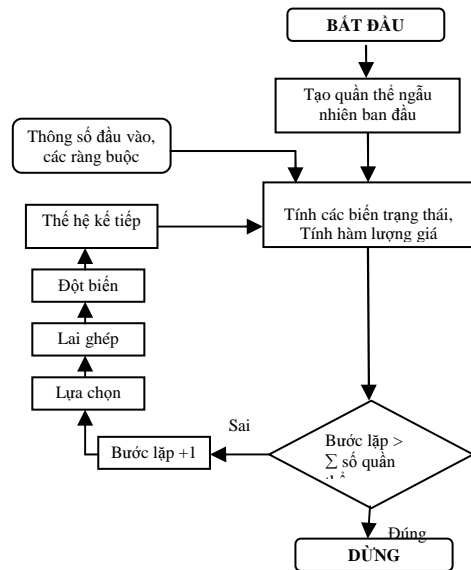 BẮT ĐẦU
Tạo quần thể ngẫu
nhiên ban đầu
Thông số đầu vào,
các ràng buộc
Tính các biến trạng thái,
Tính hàm lượng giá
Thế hệ kế tiếp
Đột biến
Lai ghép
Lựa chọn
Bước lặp +1
Sai
Bước lặp >
∑ số quần
Đúng
DỪNG